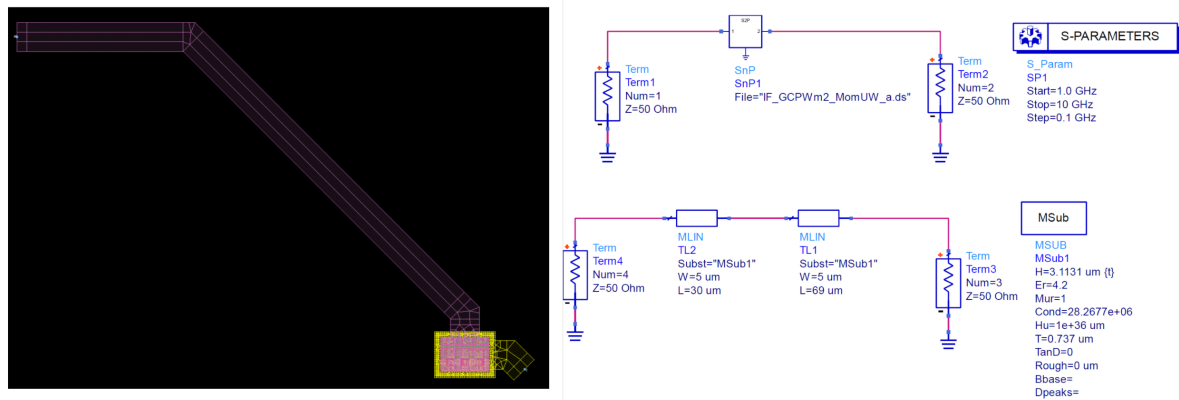 S2P
1
2
SnP
SnP1
File="IF_GCPWm2_MomUW_a.ds"
+
Term
Term1
Num=1
Z=50 Ohm
-
+
Term
Term2
Num=2
Z=50 Ohm
-
S-PARAMETERS
S_Param
SP1
Start=1.0 GHz
Stop=10 GHz
Step=0.1 GHz
+
Term
Term4
Num=4
Z=50 Ohm
-
MLIN
TL2
Subst="MSub1"
W=5 um
L=30 um
MLIN
TL1
Subst="MSub1"
W=5 um
L=69 um
+
Term
Term3
Num=3
Z=50 Ohm
-
MSub
MSUB
MSub1
H=3.1131 um {t}
Er=4.2
Mur=1
Cond=28.2677e+06
Hu=1e+36 um
T=0.737 um
TanD=0
Rough=0 um
Bbase=
Dpeaks=